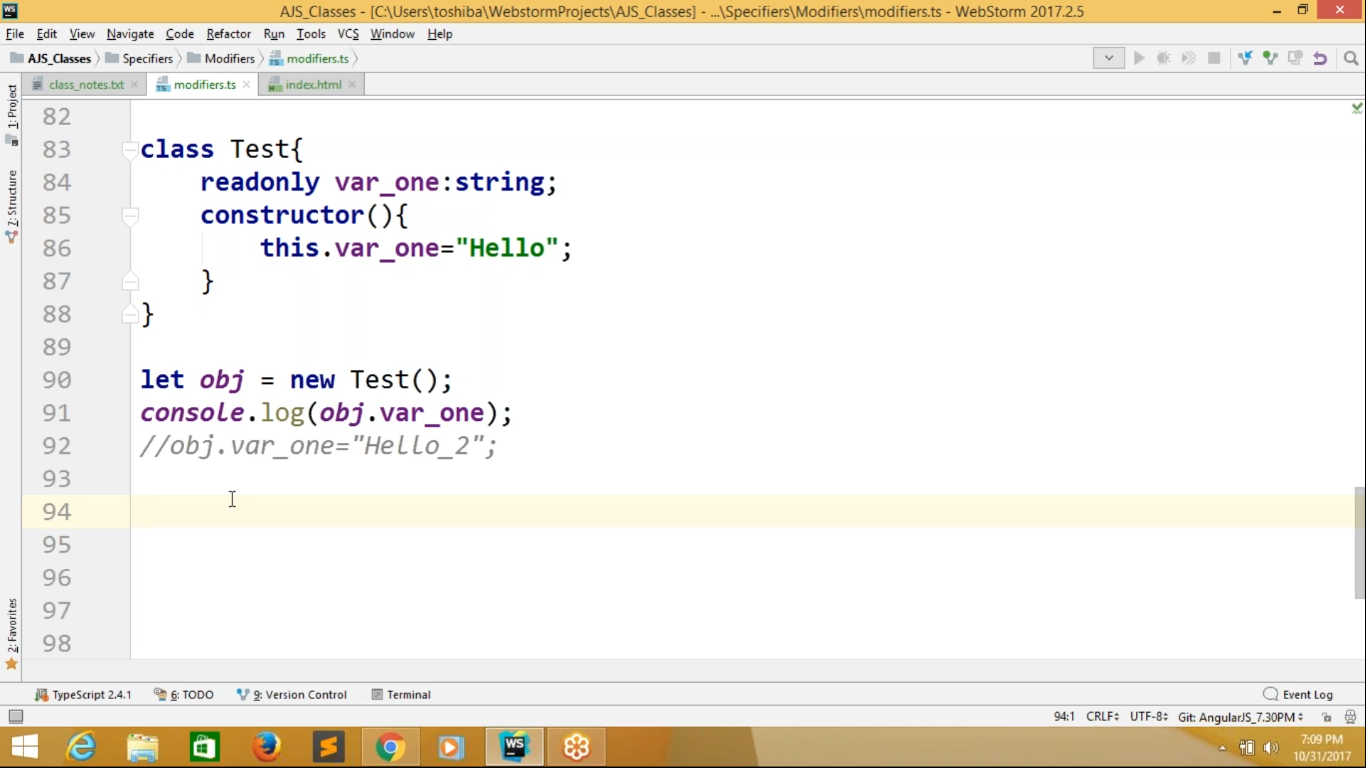 AJS_Classes - [C:\Users\toshiba\WebstormProjects\AJS_Classes] - ...\Specifiers\Modifiers\modifiers.ts - WebStorm 2017.2.5
File Edit View Navigate Code Refactor Run Tools VCS Window Help
AJS_Classes Specifiers Modifiers modifiers.ts
class_notes.txt modifiers.ts index.html
1: Project
7: Structure
2: Favorites
82
83 class Test{
84 readonly var_one:string;
85 constructor(){
86 this.var_one="Hello";
87 }
88 }
89
90 let obj = new Test();
91 console.log(obj.var_one);
92 //obj.var_one="Hello_2";
93
94
95
96
97
98
TypeScript 2.4.1 6: TODO 9: Version Control Terminal Event Log
94:1 CRLF UTF-8 Git: AngularJS_7.30PM
7:09 PM
10/31/2017